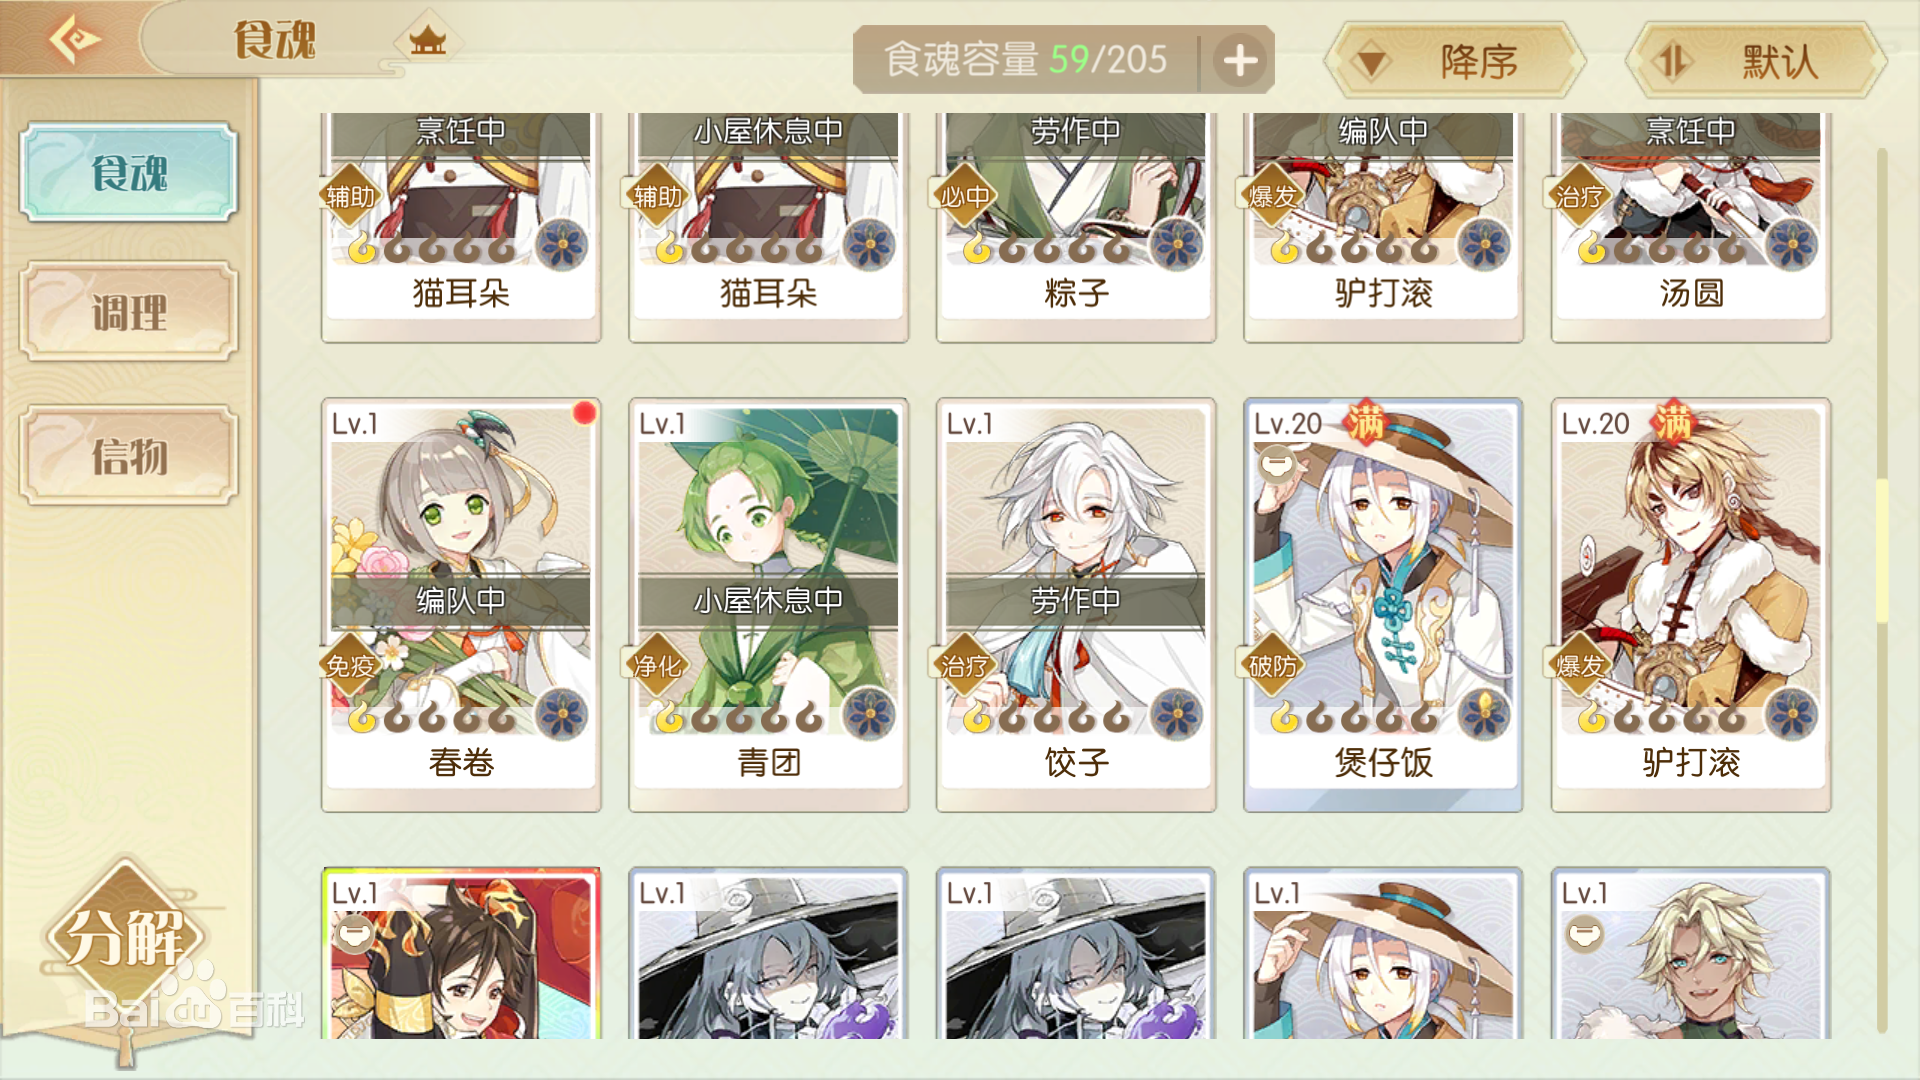 食魂
食魂容量 59/205
降序
默认
食魂
调理
信物
分解
烹饪中
小屋休息中
劳作中
编队中
烹饪中
辅助
辅助
必中
爆发
治疗
猫耳朵
猫耳朵
粽子
驴打滚
汤圆
Lv.1
Lv.1
Lv.1
Lv.20 满
Lv.20 满
编队中
小屋休息中
劳作中
免疫
净化
治疗
破防
爆发
春卷
青团
饺子
煲仔饭
驴打滚
Lv.1
Lv.1
Lv.1
Lv.1
Lv.1
Bai百科